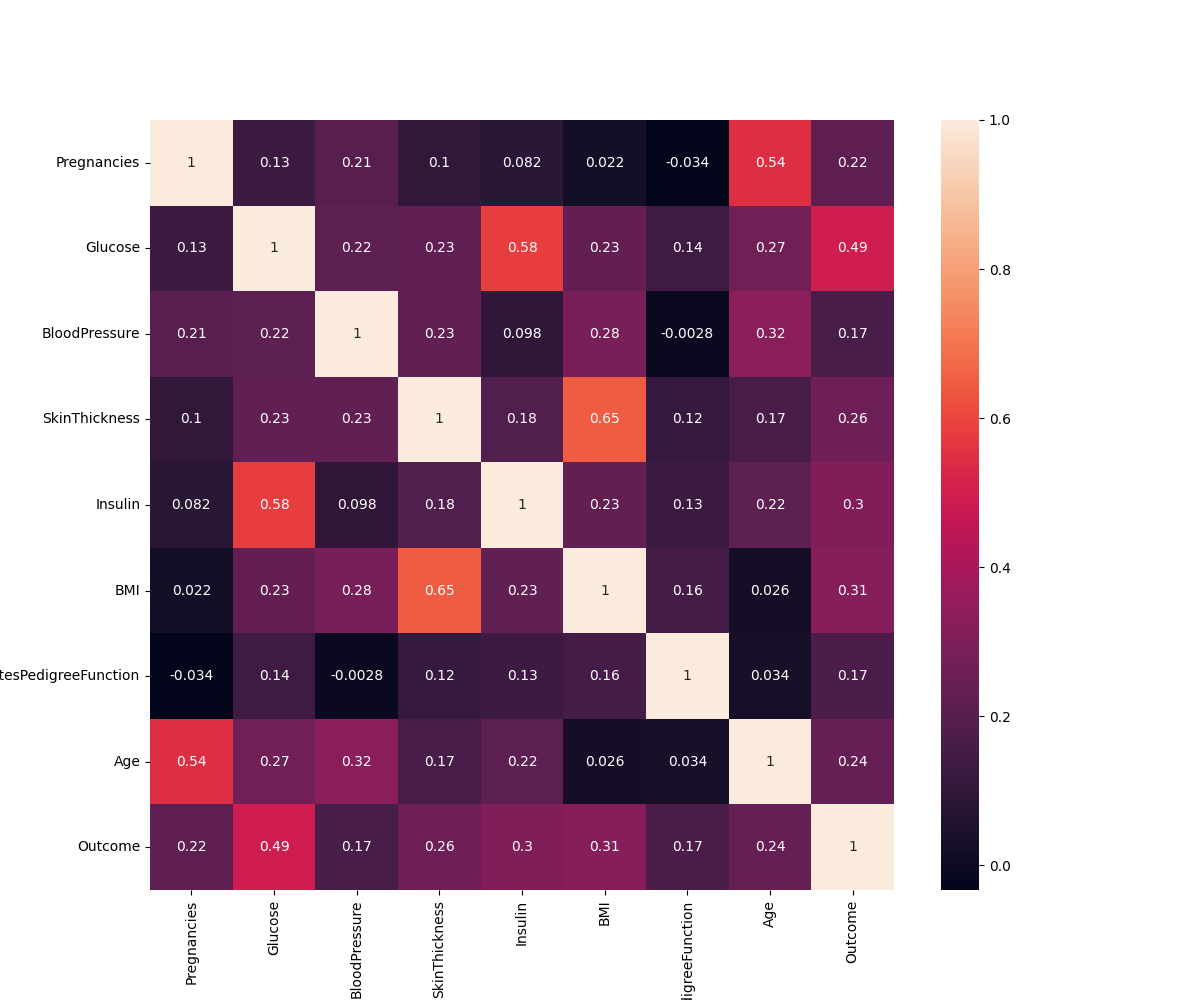 Pregnancies 1 0.13 0.21 0.1 0.082 0.022 -0.034 0.54 0.22
Glucose 0.13 1 0.22 0.23 0.58 0.23 0.14 0.27 0.49
BloodPressure 0.21 0.22 1 0.23 0.098 0.28 -0.0028 0.32 0.17
SkinThickness 0.1 0.23 0.23 1 0.18 0.65 0.12 0.17 0.26
Insulin 0.082 0.58 0.098 0.18 1 0.23 0.13 0.22 0.3
BMI 0.022 0.23 0.28 0.65 0.23 1 0.16 0.026 0.31
tesPedigreeFunction -0.034 0.14 -0.0028 0.12 0.13 0.16 1 0.034 0.17
Age 0.54 0.27 0.32 0.17 0.22 0.026 0.034 1 0.24
Outcome 0.22 0.49 0.17 0.26 0.3 0.31 0.17 0.24 1
Pregnancies
Glucose
BloodPressure
SkinThickness
Insulin
BMI
igreeFunction
Age
Outcome
1.0
0.8
0.6
0.4
0.2
0.0